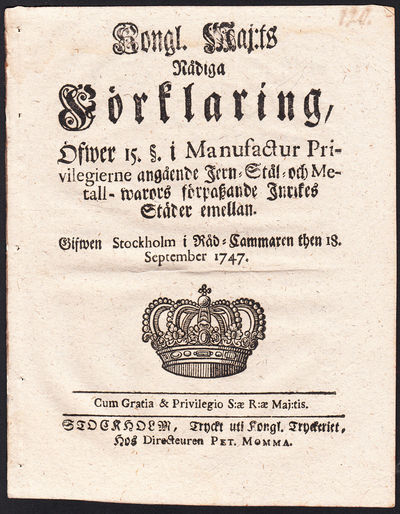 Kongl. Maj:ts
Nådiga
Förklaring,
Öfwer 15. §. i Manufactur Pri-
vilegierne angående Jern-Stål-och Me-
tall-warors förpaßande Inrikes
Städer emellan.
Gifwen Stockholm i Råd-Cammaren then 18.
September 1747.
Cum Gratia & Privilegio S:æ R:æ Maj:tis.
STOCKHOLM, Tryckt uti Kongl. Tryckeriet,
Hos Directeuren PET. MOMMA.